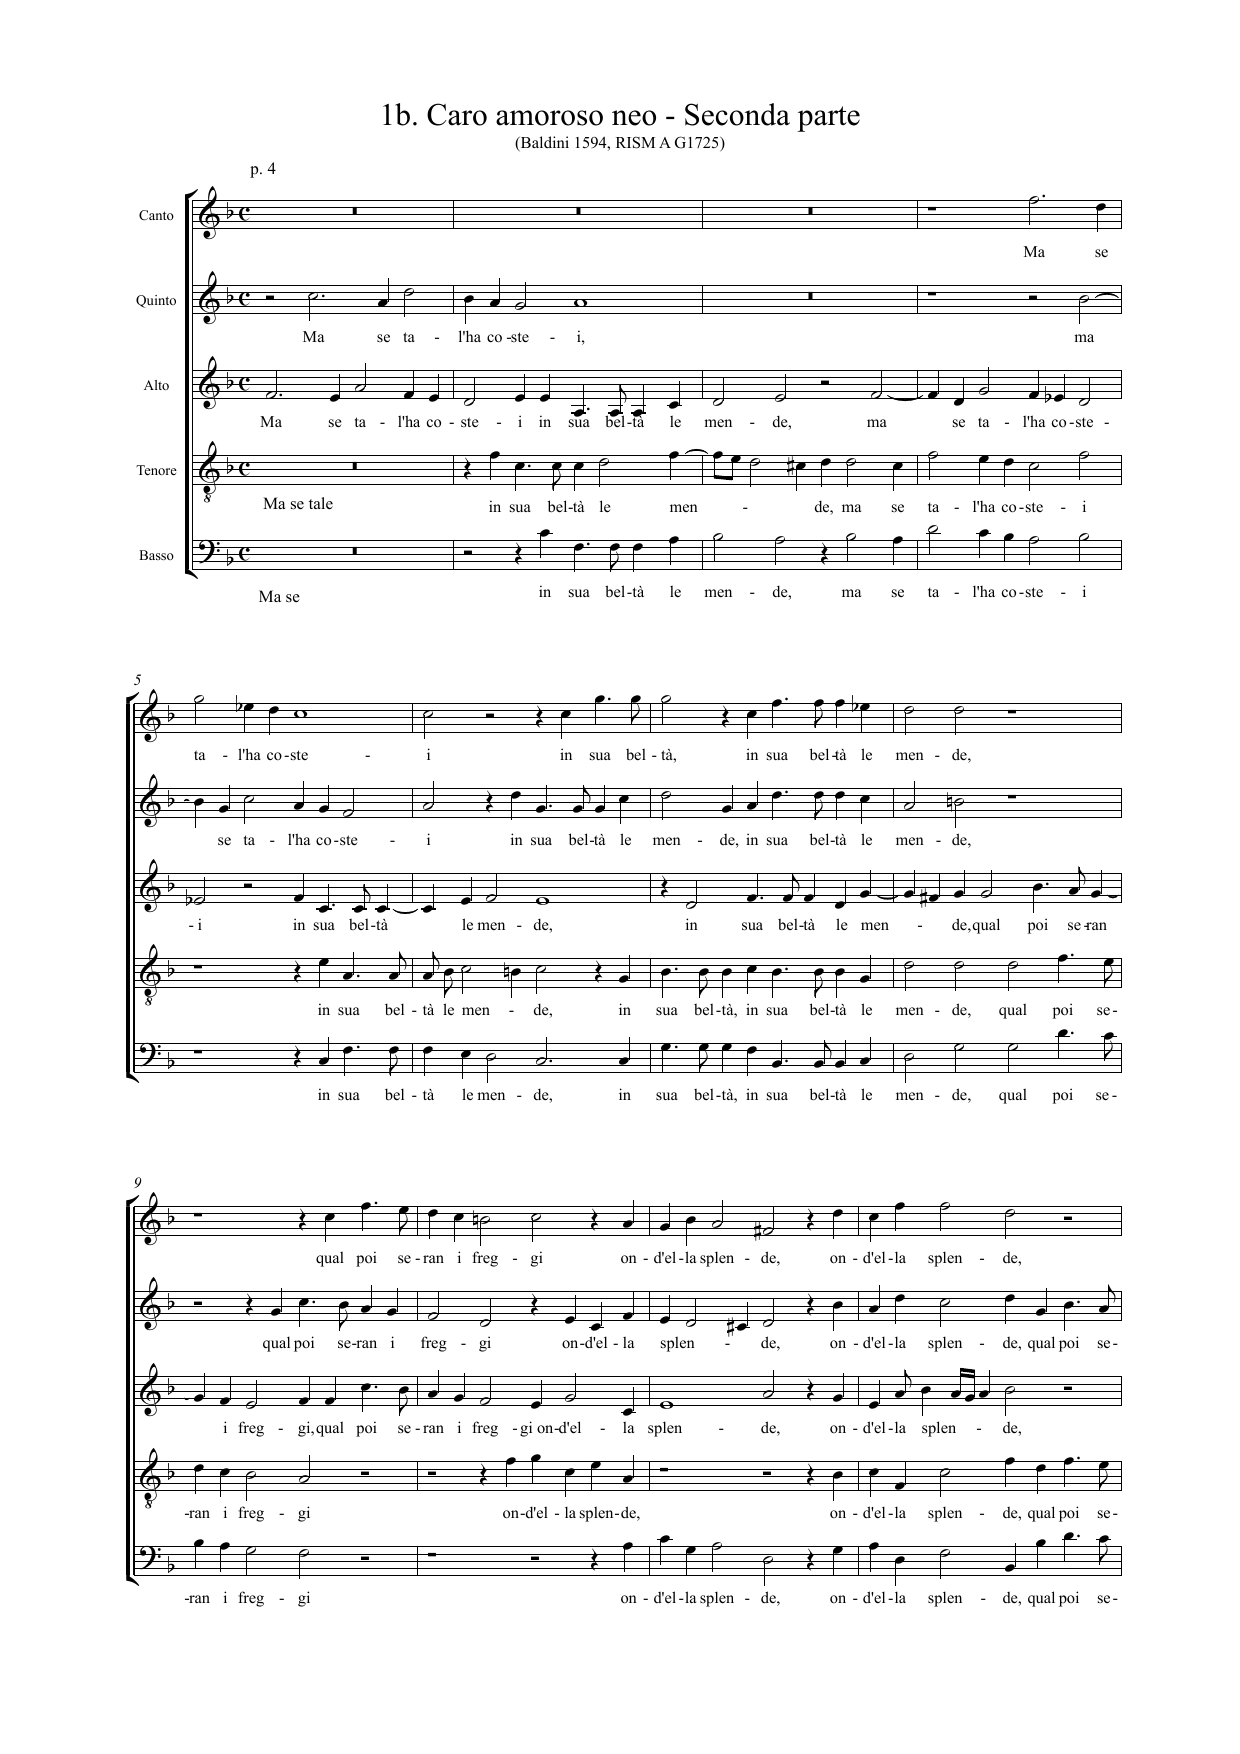 1b. Caro amoroso neo - Seconda parte
(Baldini 1594, RISM A G1725)
p. 4
Canto
Ma se
Quinto
Ma se ta - l'ha co -ste - i, ma
Alto
Ma se ta - l'ha co - ste - i in sua bel -tà le men - de, ma se ta - l'ha co -ste -
Tenore
Ma se tale in sua bel -tà le men - de, ma se ta - l'ha co -ste - i
Basso
Ma se in sua bel -tà le men - de, ma se ta - l'ha co -ste - i
5
ta - l'ha co -ste - i in sua bel - tà, in sua bel -tà le men - de,
se ta - l'ha co -ste - i in sua bel -tà le men - de, in sua bel -tà le men - de,
- i in sua bel -tà le men - de, in sua bel -tà le men - de, qual poi se -ran
in sua bel - tà le men - de, in sua bel -tà, in sua bel -tà le men - de, qual poi se -
in sua bel - tà le men - de, in sua bel -tà, in sua bel -tà le men - de, qual poi se -
9
qual poi se -ran i freg - gi on - d'el -la splen - de, on - d'el -la splen - de,
qual poi se -ran i freg - gi on -d'el - la splen - de, on - d'el -la splen - de, qual poi se -
i freg - gi, qual poi se -ran i freg - gi on -d'el - la splen - de, on - d'el -la splen - de,
-ran i freg - gi on -d'el - la splen -de, on - d'el -la splen - de, qual poi se -
-ran i freg - gi on - d'el -la splen - de, on - d'el -la splen - de, qual poi se -